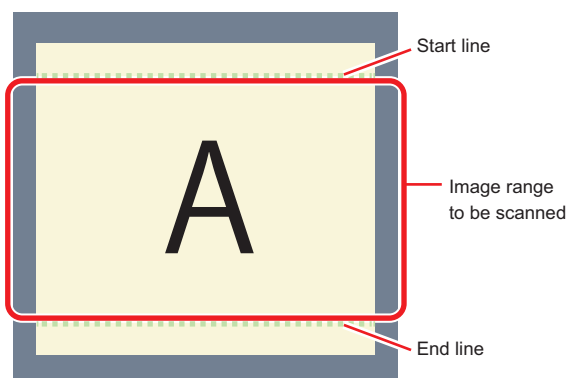 Start line
A
Image range
to be scanned
End line